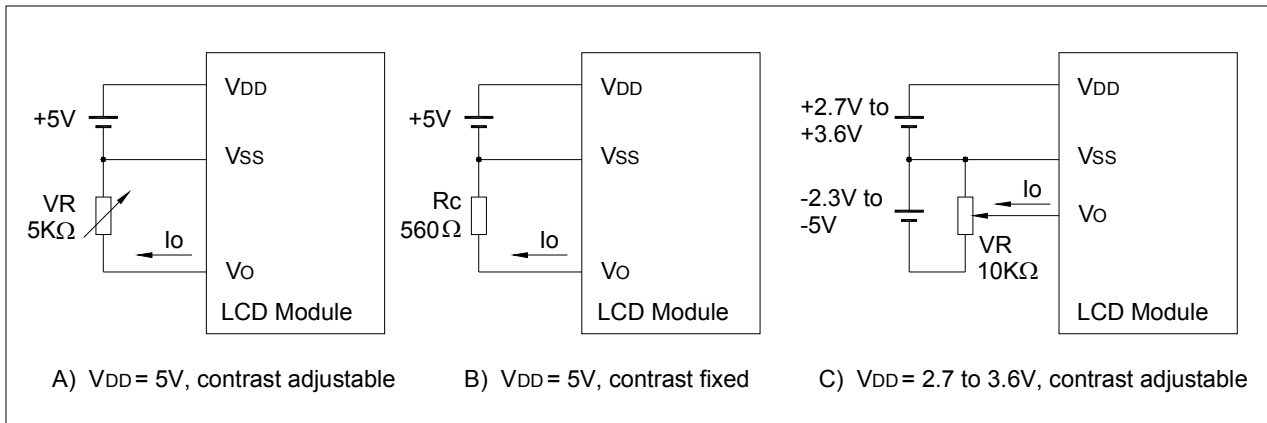 VDD
+5V
VSS
VR
5KΩ
Io
VO
LCD Module
A) VDD = 5V, contrast adjustable
VDD
+5V
VSS
Rc
560Ω
Io
VO
LCD Module
B) VDD = 5V, contrast fixed
VDD
+2.7V to
+3.6V
VSS
-2.3V to
-5V
Io
VO
VR
10KΩ
LCD Module
C) VDD = 2.7 to 3.6V, contrast adjustable